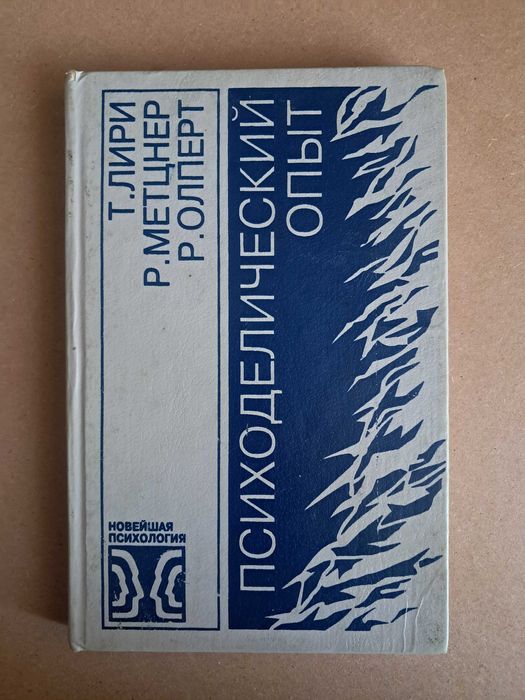 Т.ЛИРИ
Р.МЕТЦНЕР
Р.ОЛПЕРТ
ПСИХОДЕЛИЧЕСКИЙ
ОПЫТ
НОВЕЙШАЯ
ПСИХОЛОГИЯ